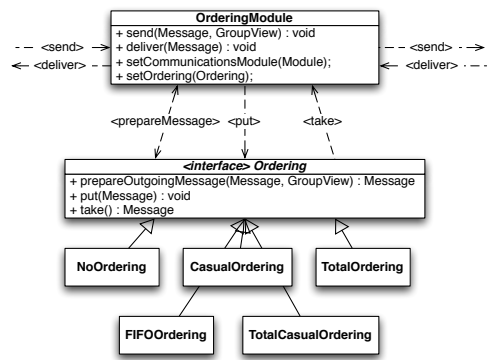 OrderingModule
+ send(Message, GroupView) : void
+ deliver(Message) : void
+ setCommunicationsModule(Module);
+ setOrdering(Ordering);
<send>
<deliver>
<send>
<deliver>
<prepareMessage>
<put>
<take>
<interface> Ordering
+ prepareOutgoingMessage(Message, GroupView) : Message
+ put(Message) : void
+ take() : Message
NoOrdering
CasualOrdering
TotalOrdering
FIFOOrdering
TotalCasualOrdering